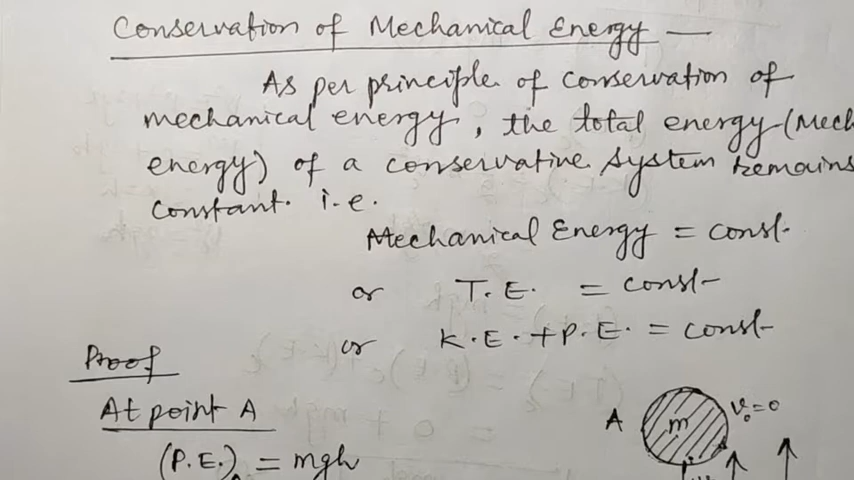 Conservation of Mechanical Energy —
As per principle of conservation of
mechanical energy, the total energy (Mech
energy) of a conservative system remains
constant. i.e.
Mechanical Energy = const.
or T.E. = const
or K.E. + P.E. = const
Proof
At point A
A m v₀=0
(P.E.) = mgh